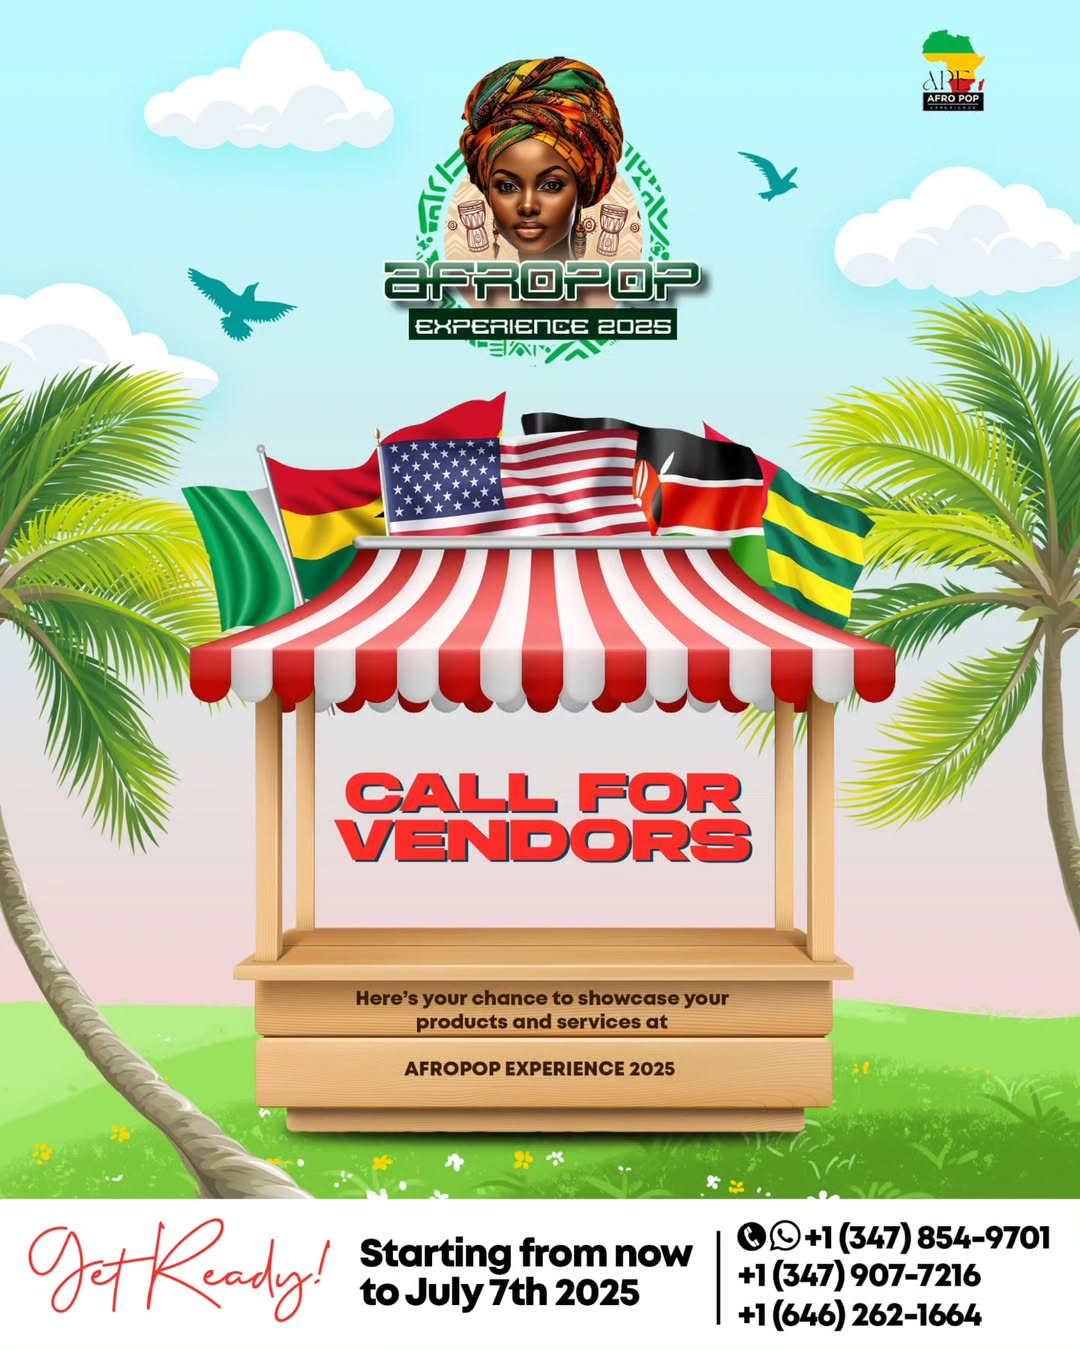 APE
AFRO POP
EXPERIENCE
AFROPOP
EXPERIENCE 2025
CALL FOR
VENDORS
Here's your chance to showcase your
products and services at
AFROPOP EXPERIENCE 2025
Get Ready!
Starting from now
to July 7th 2025
+1 (347) 854-9701
+1 (347) 907-7216
+1 (646) 262-1664